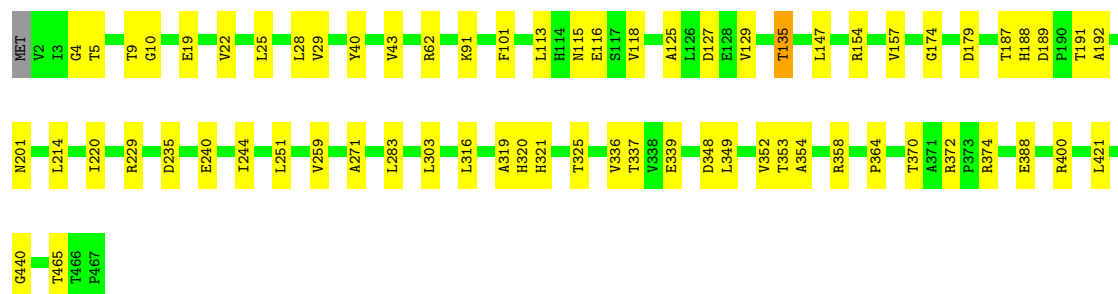 MET V2 I3 G4 T5 T9 G10 E19 V22 L25 L28 V29 Y40 V43 R62 K91 F101 L113 H114 N115 E116 S117 V118 A125 L126 D127 E128 V129 T135 L147 R154 V157 G174 D179 T187 H188 D189 P190 T191 A192
N201 L214 I220 R229 D235 E240 I244 L251 V259 A271 L283 L303 L316 A319 H320 H321 T325 V336 T337 V338 E339 D348 L349 V352 T353 A354 R358 P364 T370 A371 R372 P373 R374 E388 R400 L421
G440 T465 T466 P467